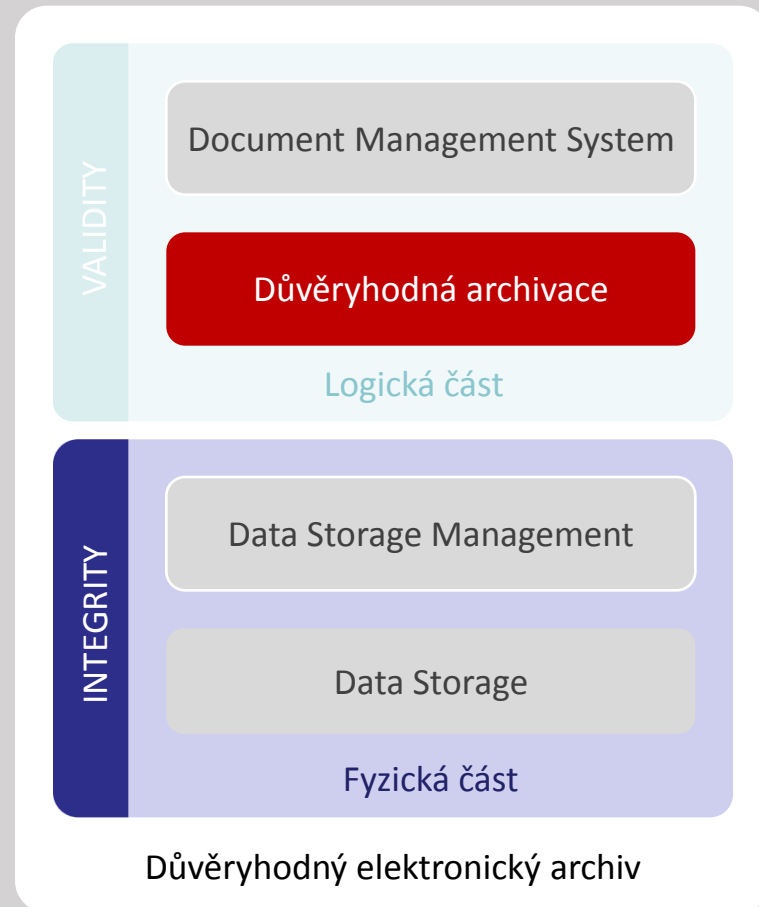 VALIDITY
Document Management System
Důvěryhodná archivace
Logická část
INTEGRITY
Data Storage Management
Data Storage
Fyzická část
Důvěryhodný elektronický archiv